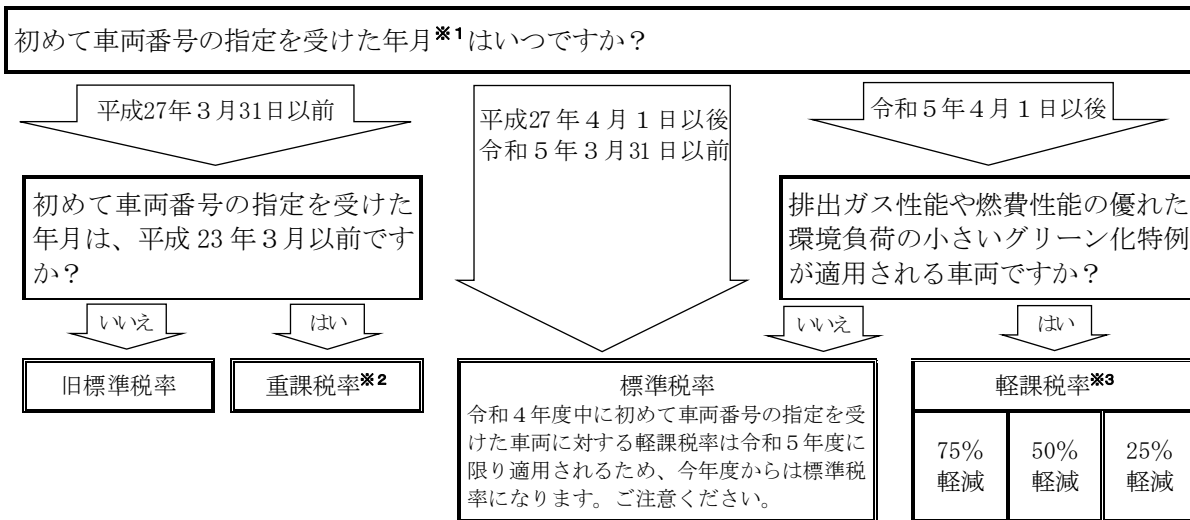 初めて車両番号の指定を受けた年月※1はいつですか？
平成27年３月31日以前
平成27年４月１日以後
令和５年３月31日以前
令和５年４月１日以後
初めて車両番号の指定を受けた
年月は、平成23年３月以前です
か？
排出ガス性能や燃費性能の優れた
環境負荷の小さいグリーン化特例
が適用される車両ですか？
いいえ
はい
いいえ
はい
旧標準税率
重課税率※2
標準税率
令和４年度中に初めて車両番号の指定を受
けた車両に対する軽課税率は令和５年度に
限り適用されるため、今年度からは標準税
率になります。ご注意ください。
軽課税率※3
75%
軽減
50%
軽減
25%
軽減